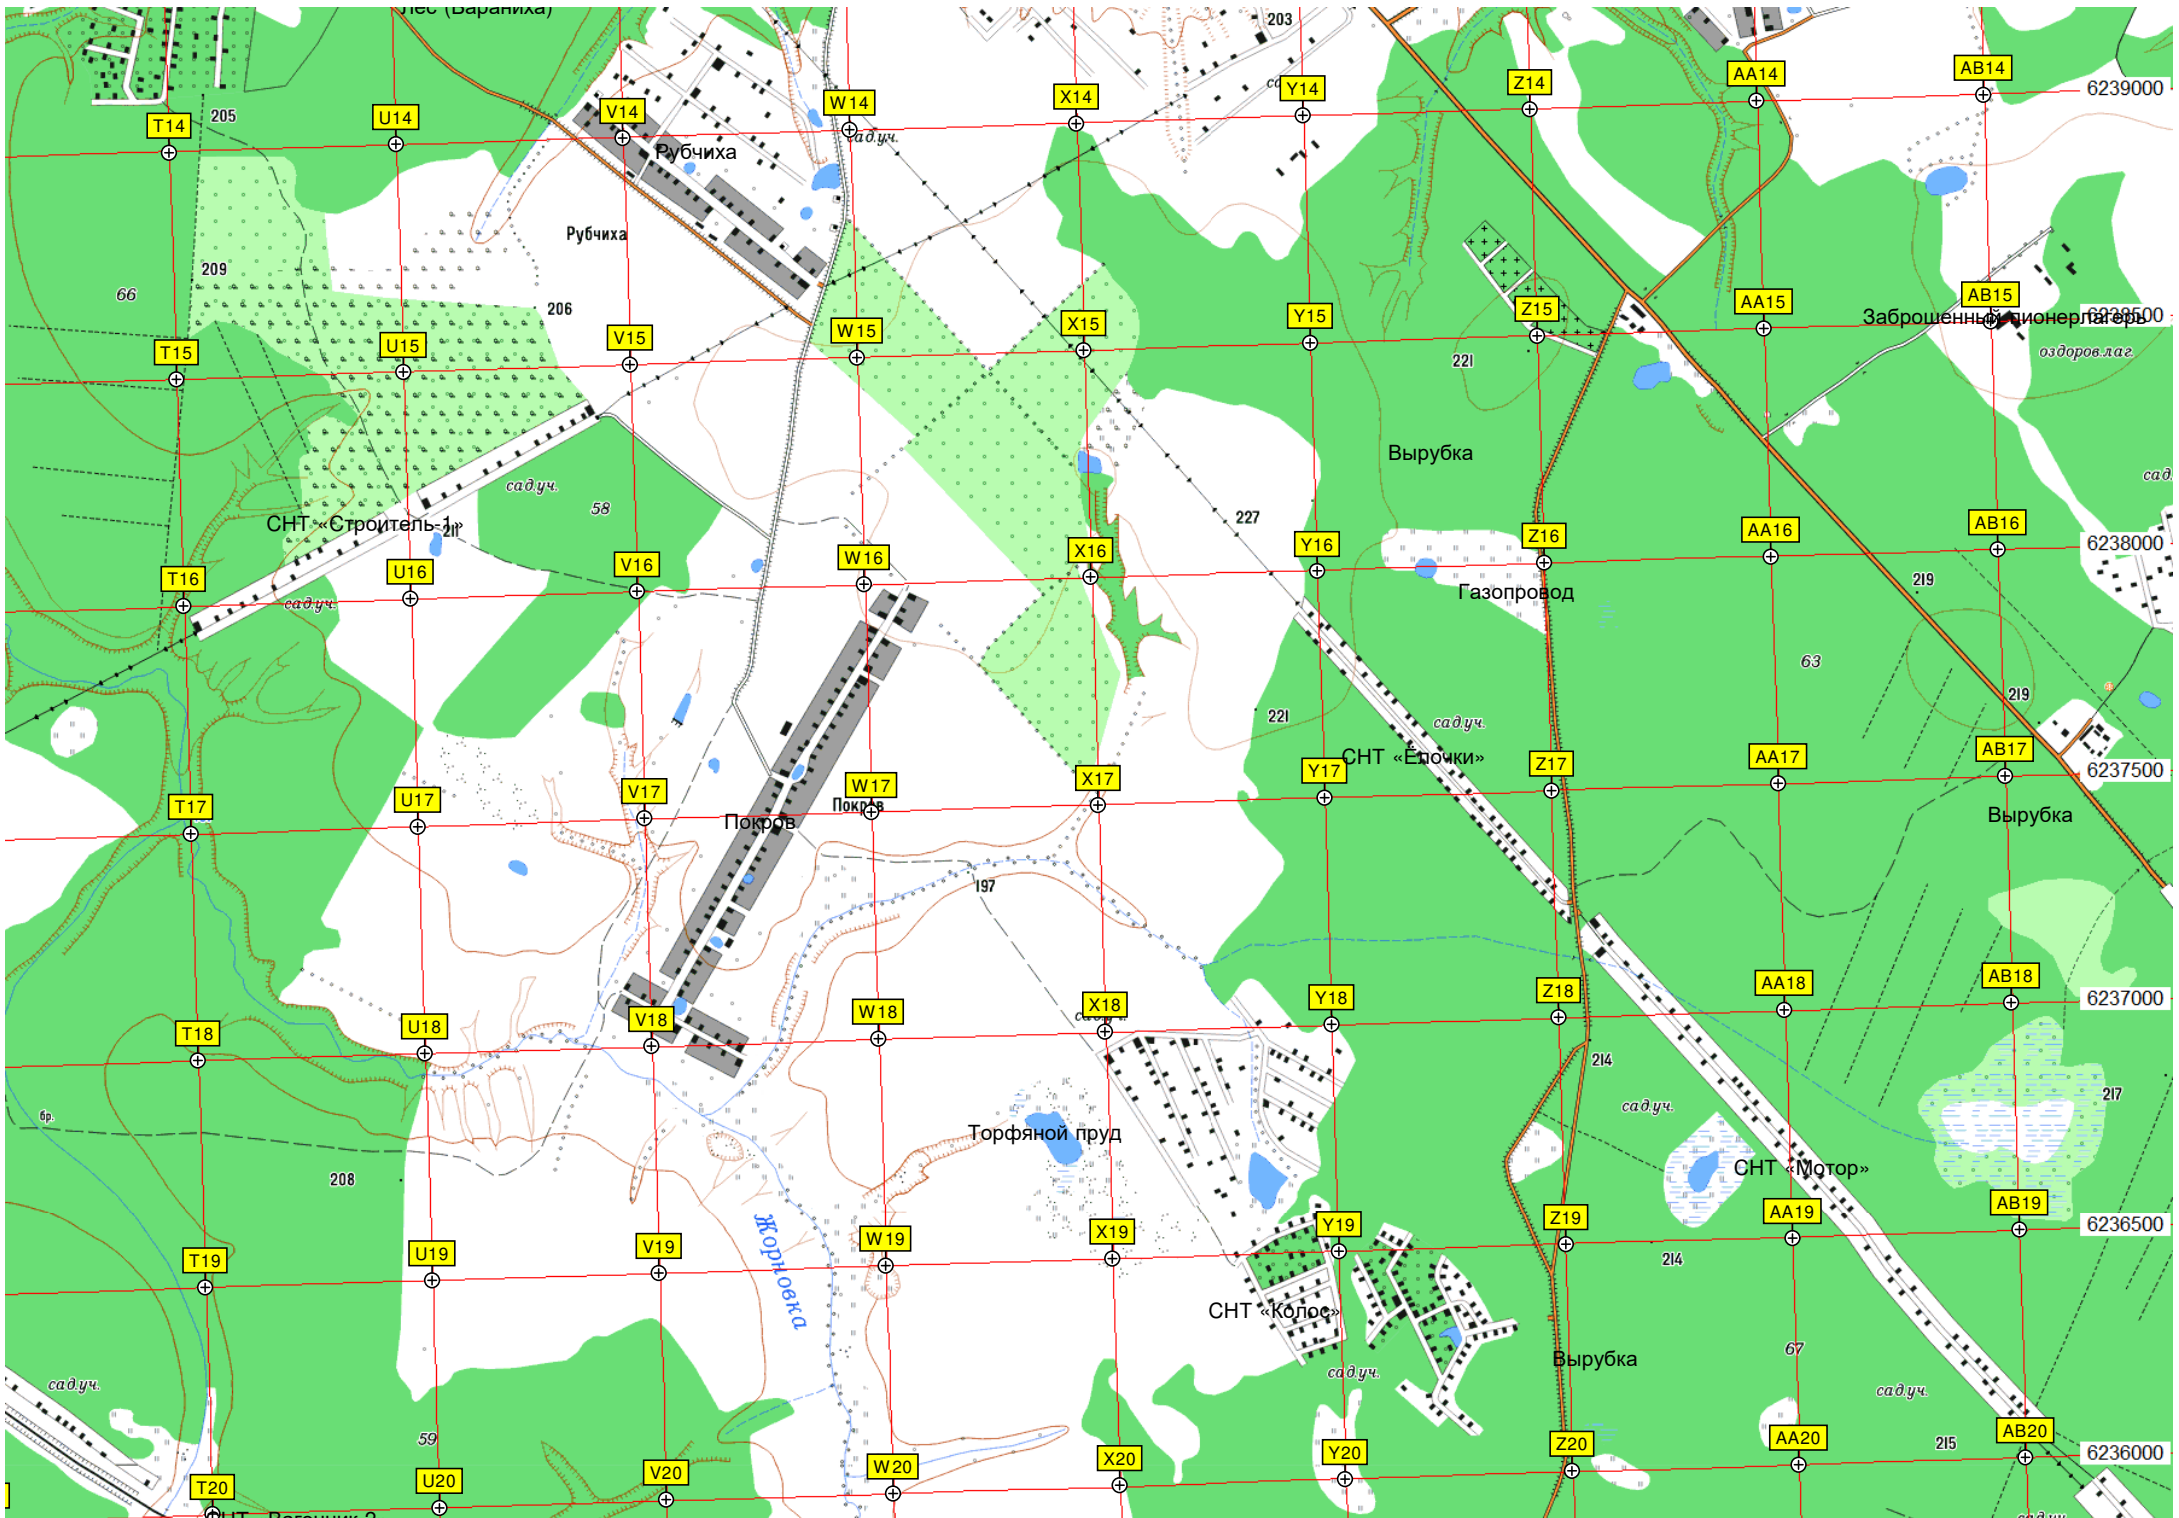 Лес (Бараниха)
203
сад.уч.
6239000
T14
U14
V14
W14
X14
Y14
Z14
AA14
AB14
205
Рубчиха
сад.уч.
Рубчиха
209
66
206
T15
U15
V15
W15
X15
Y15
Z15
AA15
AB15
6238500
Заброшенный пионерлагерь
оздоров.лаг.
221
Вырубка
сад.уч.
58
СНТ «Строитель-1»
211
227
сад.
219
6238000
T16
U16
V16
W16
X16
Y16
Z16
AA16
AB16
сад.уч.
Газопровод
63
219
221
сад.уч.
СНТ «Ёлочки»
6237500
T17
U17
V17
W17
X17
Y17
Z17
AA17
AB17
Покров
Покров
Вырубка
197
6237000
T18
U18
V18
W18
X18
Y18
Z18
AA18
AB18
214
217
бр.
сад.уч.
Торфяной пруд
СНТ «Мотор»
208
Жорновка
6236500
T19
U19
V19
W19
X19
Y19
Z19
AA19
AB19
214
СНТ «Колос»
Вырубка
67
сад.уч.
сад.уч.
сад.уч.
59
215
6236000
T20
U20
V20
W20
X20
Y20
Z20
AA20
AB20